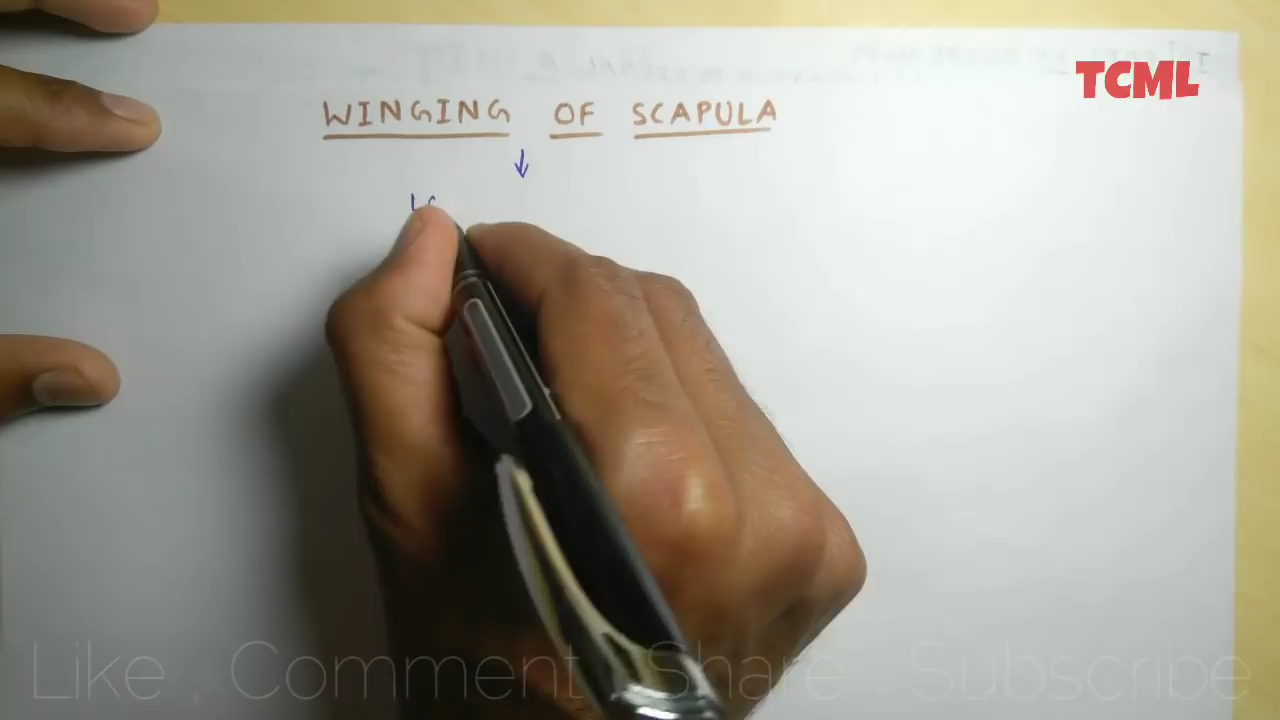 TCML
WINGING OF SCAPULA
↓
Like , Comment , Share , Subscribe